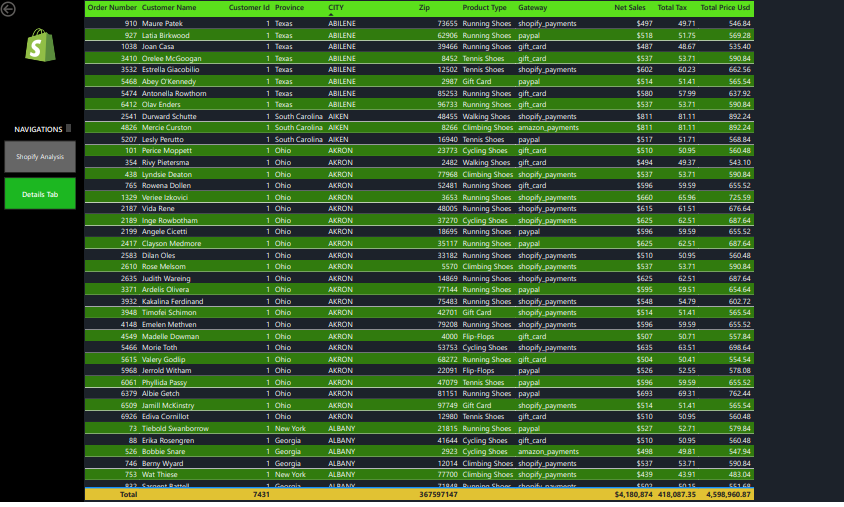 Order Number Customer Name Customer Id Province CITY Zip Product Type Gateway Net Sales Total Tax Total Price Usd
910 Maure Patek 1 Texas ABILENE 73655 Running Shoes shopify_payments $497 49.71 546.84
927 Latia Birkwood 1 Texas ABILENE 62906 Running Shoes paypal $518 51.75 569.28
1038 Joan Casa 1 Texas ABILENE 39466 Running Shoes gift_card $487 48.67 535.40
3410 Orelee McGoogan 1 Texas ABILENE 8452 Tennis Shoes gift_card $537 53.71 590.84
3532 Estrella Giacobilio 1 Texas ABILENE 12502 Tennis Shoes shopify_payments $602 60.23 662.56
5468 Abey O'Kennedy 1 Texas ABILENE 2987 Gift Card paypal $514 51.41 565.54
5474 Antonella Rowthorn 1 Texas ABILENE 85253 Running Shoes gift_card $580 57.99 637.92
6412 Olav Enders 1 Texas ABILENE 96733 Running Shoes gift_card $537 53.71 590.84
2541 Durward Schutte 1 South Carolina AIKEN 48455 Walking Shoes shopify_payments $811 81.11 892.24
4826 Mercie Curston 1 South Carolina AIKEN 8266 Climbing Shoes amazon_payments $811 81.11 892.24
5207 Lesly Perutto 1 South Carolina AIKEN 16940 Tennis Shoes paypal $517 51.71 568.84
101 Perice Moppett 1 Ohio AKRON 23773 Cycling Shoes gift_card $510 50.95 560.48
354 Rivy Pietersma 1 Ohio AKRON 2482 Walking Shoes gift_card $494 49.37 543.10
438 Lyndsie Deaton 1 Ohio AKRON 77968 Climbing Shoes shopify_payments $537 53.71 590.84
765 Rowena Dollen 1 Ohio AKRON 52481 Running Shoes gift_card $596 59.59 655.52
1329 Veriee Izkovici 1 Ohio AKRON 3653 Running Shoes shopify_payments $660 65.96 725.59
2187 Vida Rene 1 Ohio AKRON 48005 Running Shoes shopify_payments $615 61.51 676.64
2189 Inge Rowbotham 1 Ohio AKRON 37270 Cycling Shoes shopify_payments $625 62.51 687.64
2199 Angele Cicetti 1 Ohio AKRON 18695 Running Shoes paypal $596 59.59 655.52
2417 Clayson Medmore 1 Ohio AKRON 35117 Running Shoes paypal $625 62.51 687.64
2583 Dilan Oles 1 Ohio AKRON 33182 Running Shoes shopify_payments $510 50.95 560.48
2610 Rose Melsom 1 Ohio AKRON 5570 Climbing Shoes shopify_payments $537 53.71 590.84
2635 Judith Wareing 1 Ohio AKRON 14869 Running Shoes shopify_payments $625 62.51 687.64
3371 Ardelis Olivera 1 Ohio AKRON 77144 Running Shoes paypal $595 59.51 654.64
3932 Kakalina Ferdinand 1 Ohio AKRON 75483 Running Shoes shopify_payments $548 54.79 602.72
3948 Timofei Schimon 1 Ohio AKRON 42701 Gift Card shopify_payments $514 51.41 565.54
4148 Emelen Methven 1 Ohio AKRON 79208 Running Shoes shopify_payments $596 59.59 655.52
4549 Madelle Dowman 1 Ohio AKRON 4000 Flip-Flops gift_card $507 50.71 557.84
5466 Morie Toth 1 Ohio AKRON 53753 Cycling Shoes shopify_payments $635 63.51 698.64
5615 Valery Godlip 1 Ohio AKRON 68272 Running Shoes gift_card $504 50.41 554.54
5968 Jerrold Witham 1 Ohio AKRON 22091 Flip-Flops paypal $526 52.55 578.08
6061 Phyllida Passy 1 Ohio AKRON 47079 Tennis Shoes paypal $596 59.59 655.52
6379 Albie Getch 1 Ohio AKRON 81151 Running Shoes paypal $693 69.31 762.44
6509 Jamill McKinstry 1 Ohio AKRON 97749 Gift Card shopify_payments $514 51.41 565.54
6926 Ediva Cornillot 1 Ohio AKRON 12980 Tennis Shoes gift_card $510 50.95 560.48
73 Tiebold Swanborrow 1 New York ALBANY 21815 Running Shoes paypal $527 52.71 579.84
88 Erika Rosengren 1 Georgia ALBANY 41644 Cycling Shoes gift_card $510 50.95 560.48
526 Bobbie Snare 1 Georgia ALBANY 2923 Cycling Shoes amazon_payments $498 49.81 547.94
746 Berny Wyard 1 Georgia ALBANY 12014 Climbing Shoes shopify_payments $537 53.71 590.84
753 Wat Thiese 1 New York ALBANY 77700 Climbing Shoes shopify_payments $439 43.91 483.04
832 Sargent Battell 1 Georgia ALBANY 71848 Running Shoes shopify_payments $502 50.15 551.68
Total 7431 367597147 $4,180,874 418,087.35 4,598,960.87
NAVIGATIONS
Shopify Analysis
Details Tab